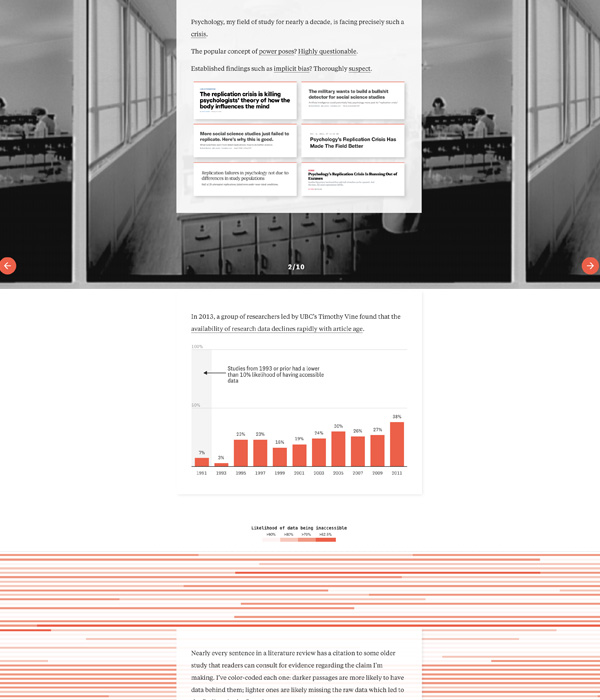 Psychology, my field of study for nearly a decade, is facing precisely such a
crisis.
The popular concept of power poses? Highly questionable.
Established findings such as implicit bias? Thoroughly suspect.
The replication crisis is killing
psychologists' theory of how the
body influences the mind
The military wants to build a bullshit
detector for social science studies
More social science studies just failed to
replicate. Here's why this is good.
Psychology's Replication Crisis Has
Made The Field Better
Replication failures in psychology not due to
differences in study populations
Psychology's Replication Crisis Is Running Out of
Excuses
2/10
In 2013, a group of researchers led by UBC's Timothy Vine found that the
availability of research data declines rapidly with article age.
100%
Studies from 1993 or prior had a lower
than 10% likelihood of having accessible
data
50%
7%
2%
23%
23%
16%
19%
24%
30%
26%
27%
38%
1991
1993
1995
1997
1999
2001
2003
2005
2007
2009
2011
Likelihood of data being inaccessible
Nearly every sentence in a literature review has a citation to some older
study that readers can consult for evidence regarding the claim I'm
making. I've color-coded each one: darker passages are more likely to have
data behind them; lighter ones are likely missing the raw data which led to